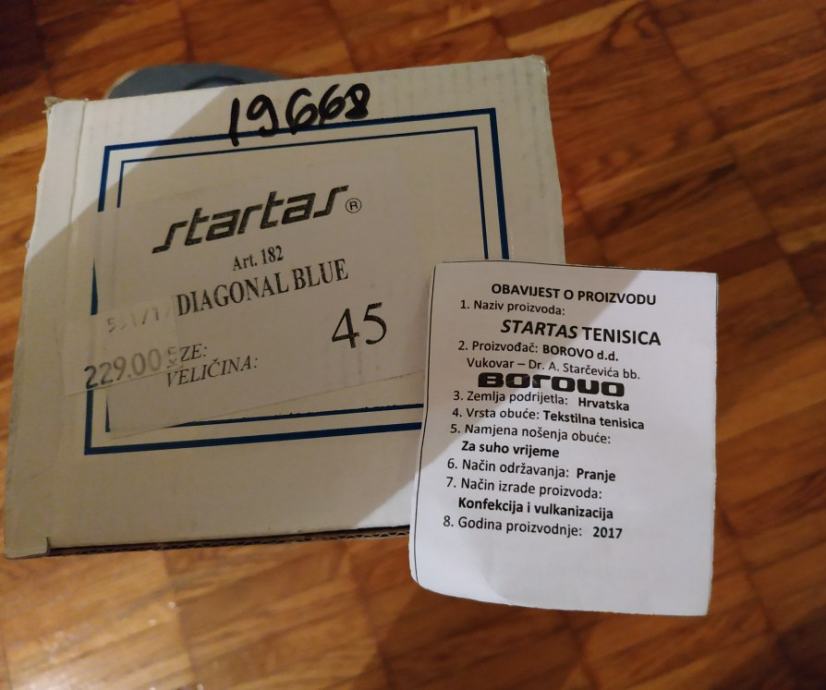 19668
startas®
Art. 182
DIAGONAL BLUE
229.00
ZE:
VELIČINA:
45
OBAVIJEST O PROIZVODU
1. Naziv proizvoda:
STARTAS TENISICA
2. Proizvođač: BOROVO d.d.
Vukovar – Dr. A. Starčevića bb.
BOROVO
3. Zemlja podrijetla: Hrvatska
4. Vrsta obuće: Tekstilna tenisica
5. Namjena nošenja obuće:
Za suho vrijeme
6. Način održavanja: Pranje
7. Način izrade proizvoda:
Konfekcija i vulkanizacija
8. Godina proizvodnje: 2017